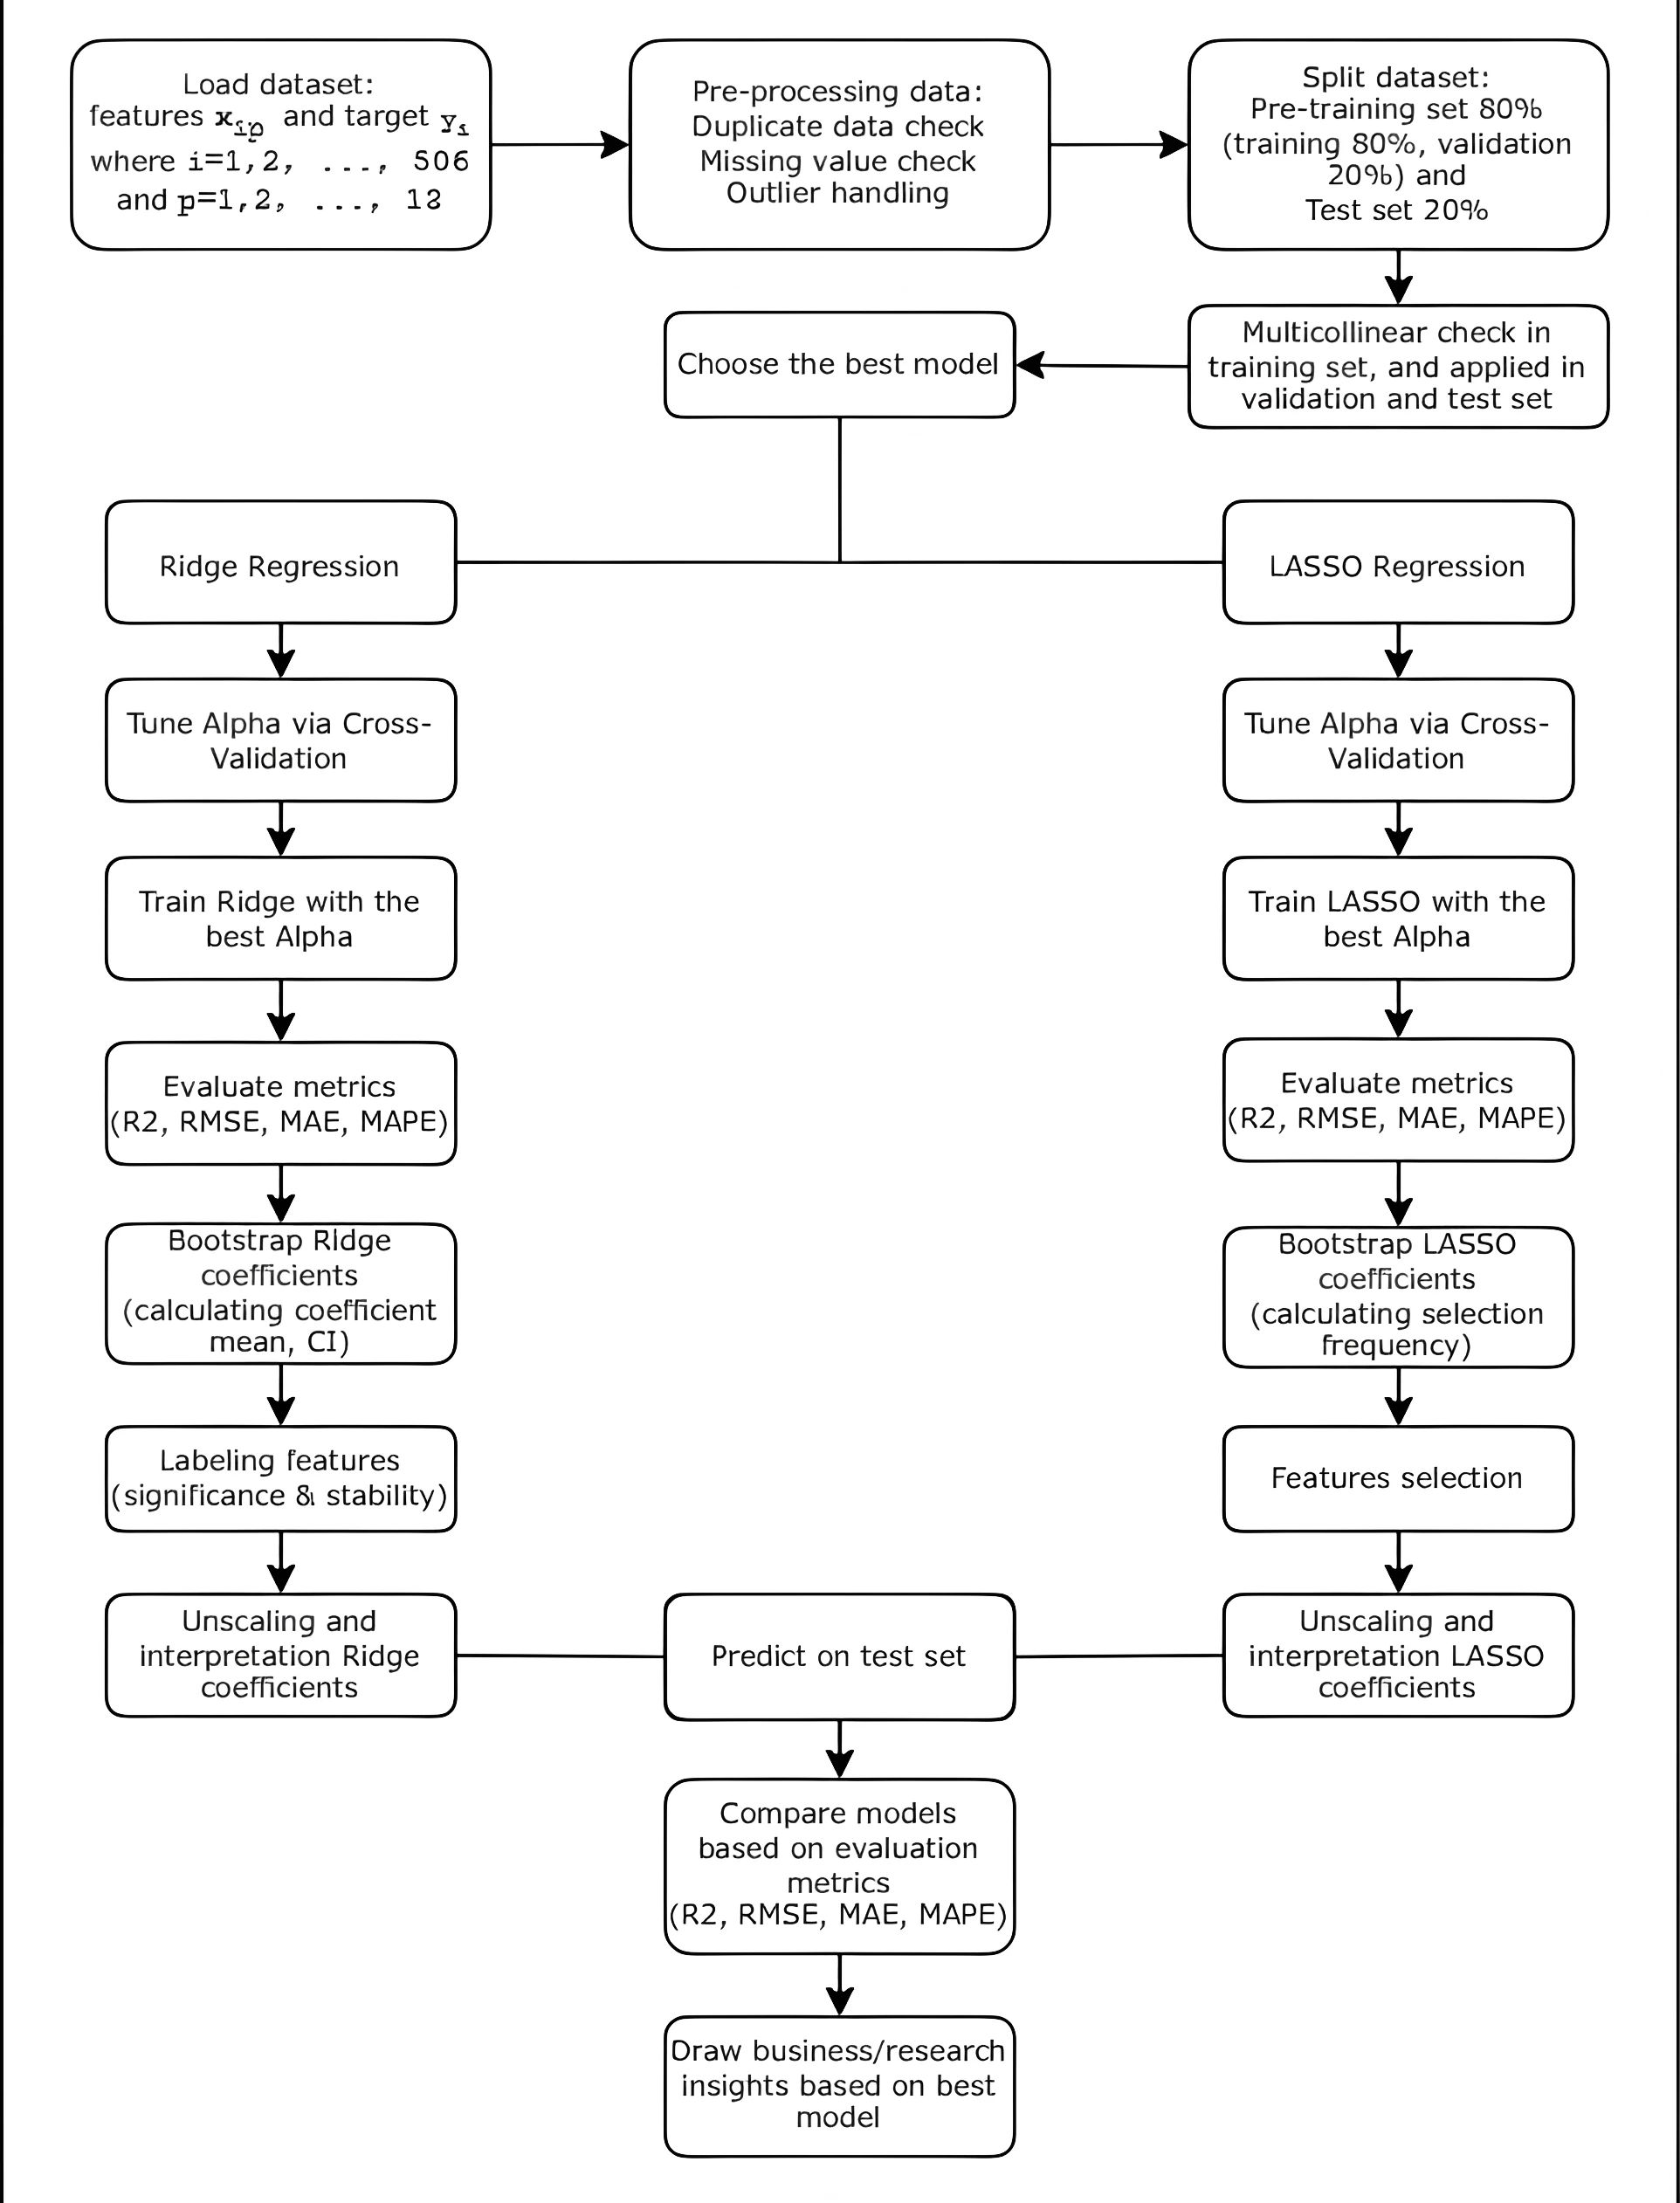 Load dataset:
features x_ip and target y_i
where i=1,2, ..., 506
and p=1,2, ..., 13
Pre-processing data:
Duplicate data check
Missing value check
Outlier handling
Split dataset:
Pre-training set 80%
(training 80%, validation
20%) and
Test set 20%
Choose the best model
Multicollinear check in
training set, and applied in
validation and test set
Ridge Regression
Tune Alpha via Cross-
Validation
Train Ridge with the
best Alpha
Evaluate metrics
(R2, RMSE, MAE, MAPE)
Bootstrap RIdge
coefficients
(calculating coefficient
mean, CI)
Labeling features
(significance & stability)
Unscaling and
interpretation Ridge
coefficients
LASSO Regression
Tune Alpha via Cross-
Validation
Train LASSO with the
best Alpha
Evaluate metrics
(R2, RMSE, MAE, MAPE)
Bootstrap LASSO
coefficients
(calculating selection
frequency)
Features selection
Unscaling and
interpretation LASSO
coefficients
Predict on test set
Compare models
based on evaluation
metrics
(R2, RMSE, MAE, MAPE)
Draw business/research
insights based on best
model